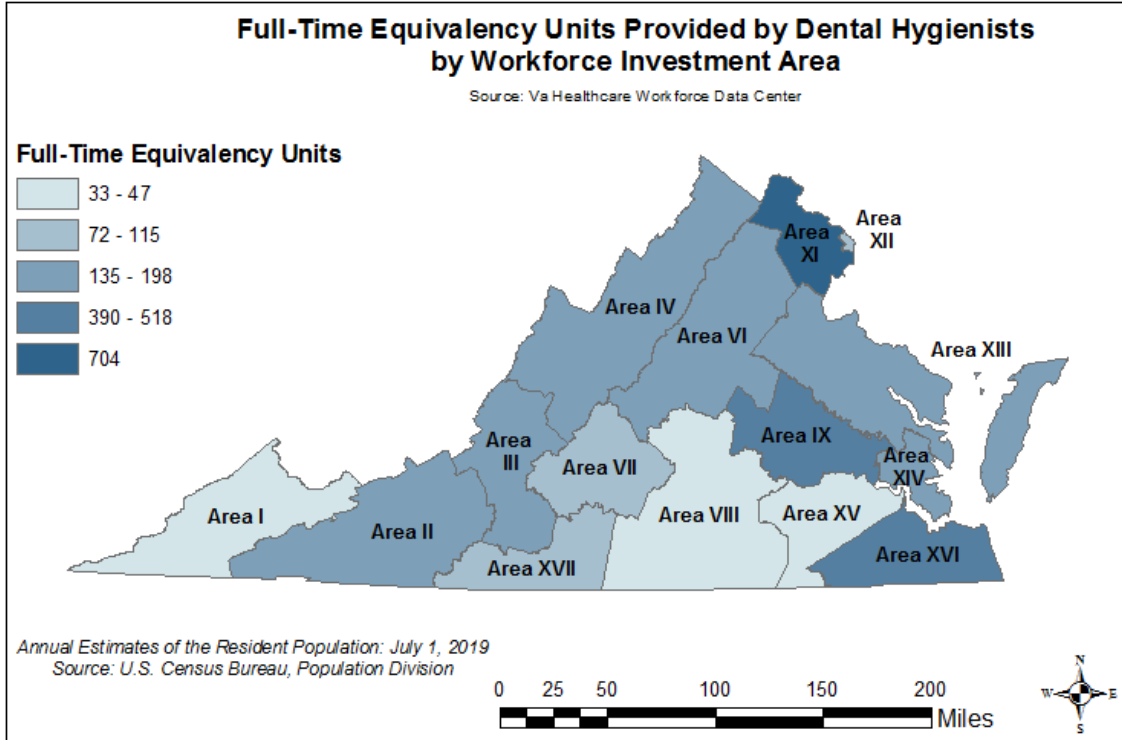 Full-Time Equivalency Units Provided by Dental Hygienists
by Workforce Investment Area
Source: Va Healthcare Workforce Data Center
Full-Time Equivalency Units
33 - 47
72 - 115
135 - 198
390 - 518
704
Area
XII
Area
XI
Area IV
Area VI
Area XIII
Area IX
Area
III
Area VII
Area
XIV
Area I
Area VIII
Area XV
Area II
Area XVI
Area XVII
Annual Estimates of the Resident Population: July 1, 2019
Source: U.S. Census Bureau, Population Division
0 25 50 100 150 200
Miles
N
W E
S